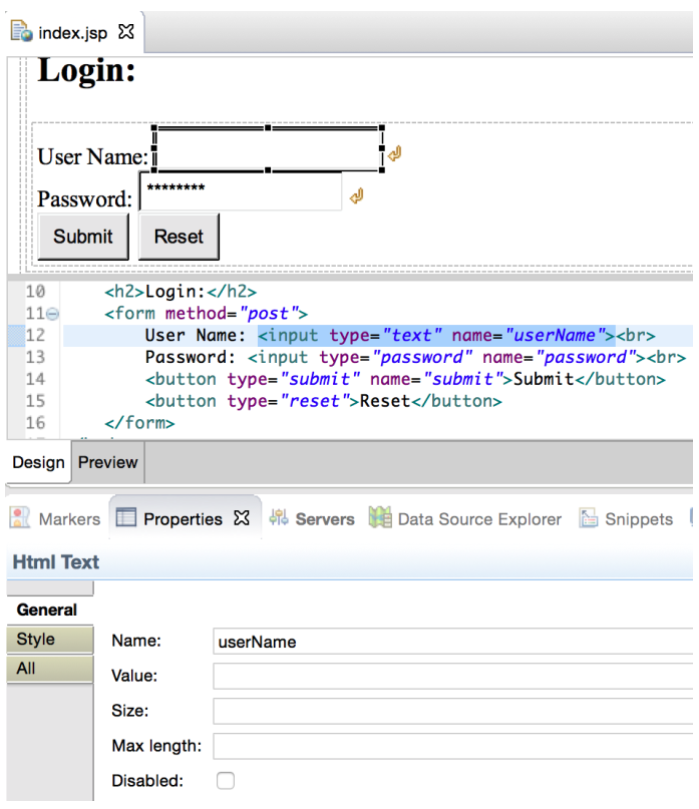 index.jsp
Login:
User Name:
Password: ********
Submit Reset
10 <h2>Login:</h2>
11 <form method="post">
12 User Name: <input type="text" name="userName"><br>
13 Password: <input type="password" name="password"><br>
14 <button type="submit" name="submit">Submit</button>
15 <button type="reset">Reset</button>
16 </form>
Design Preview
Markers Properties Servers Data Source Explorer Snippets
Html Text
General
Style
All
Name: userName
Value:
Size:
Max length:
Disabled: